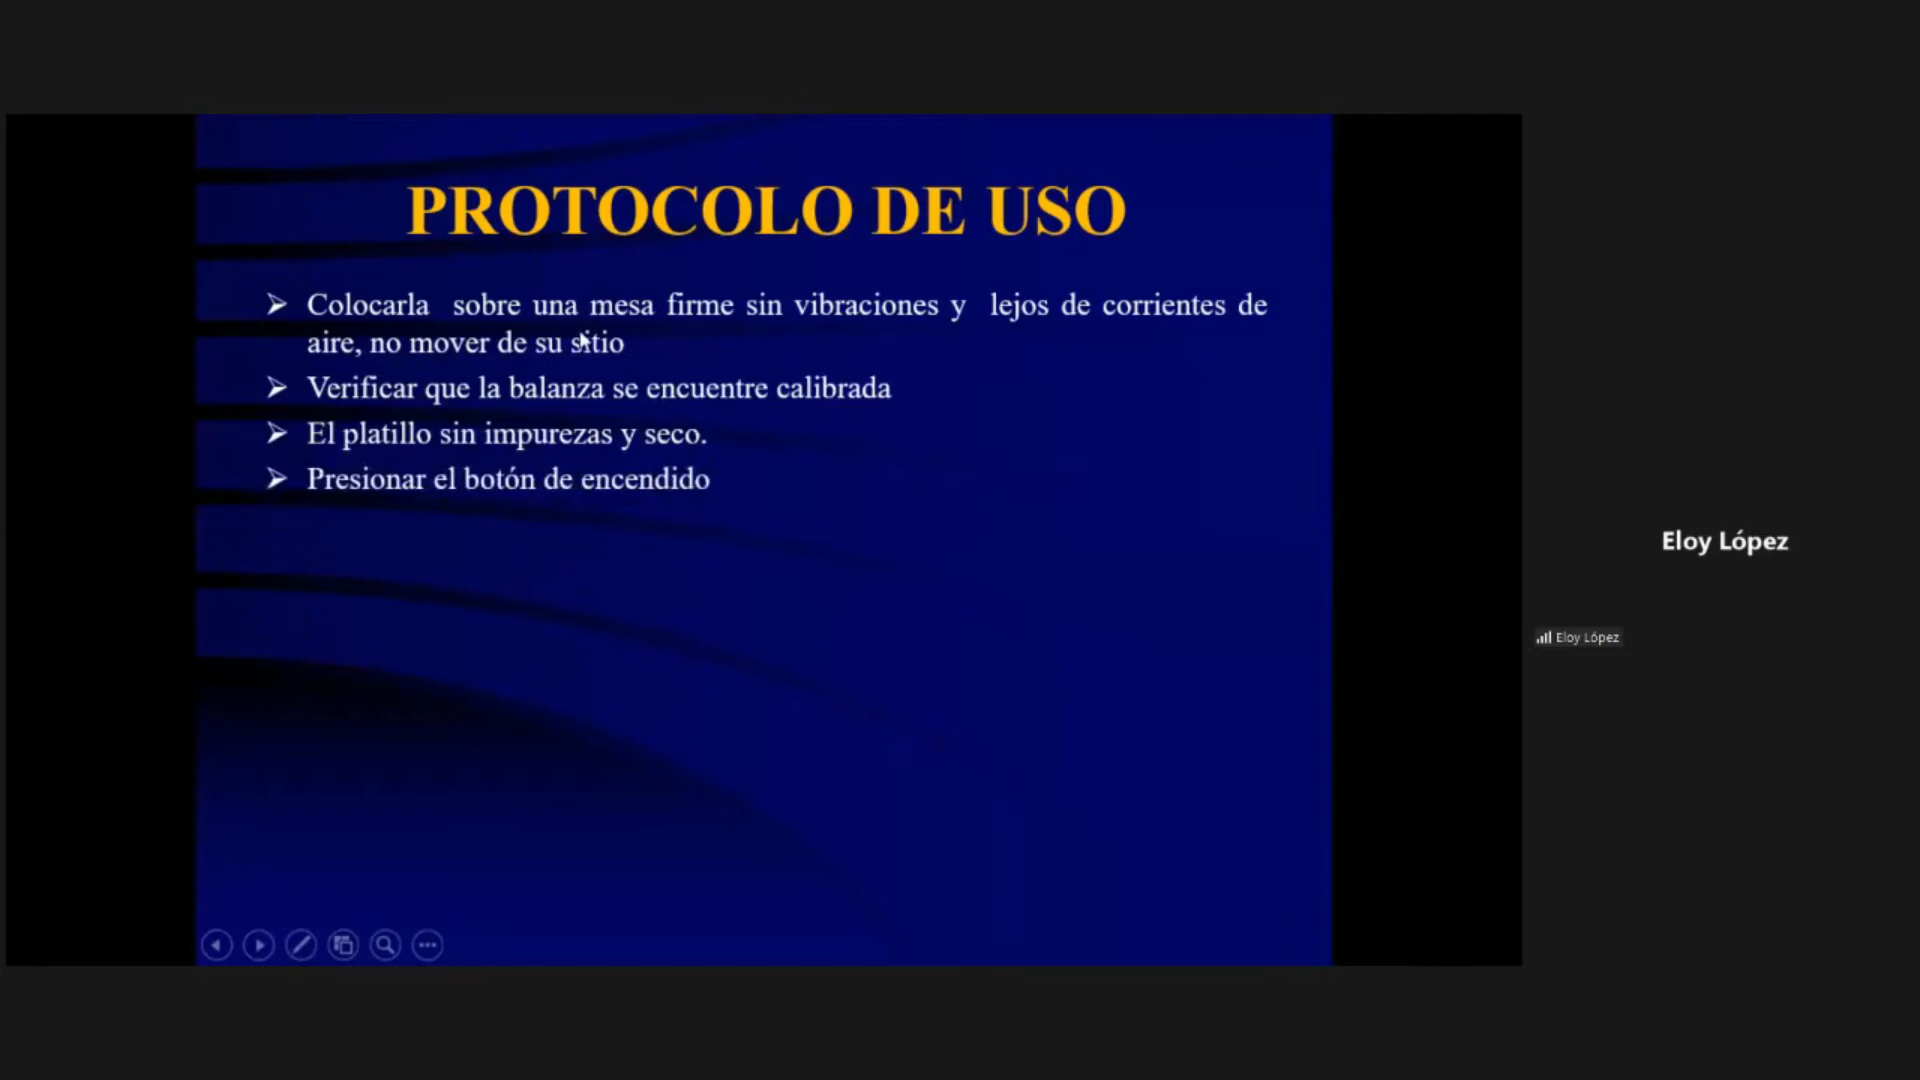 PROTOCOLO DE USO
➢ Colocarla sobre una mesa firme sin vibraciones y lejos de corrientes de
aire, no mover de su sitio
➢ Verificar que la balanza se encuentre calibrada
➢ El platillo sin impurezas y seco.
➢ Presionar el botón de encendido
Eloy López
Eloy López